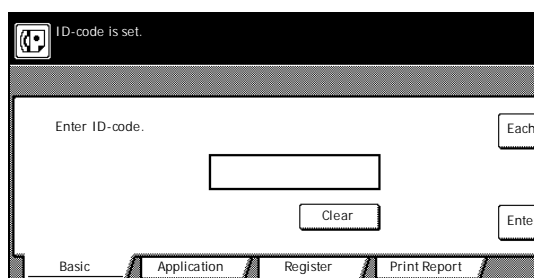 ID-code is set.
Enter ID-code.
Each
Clear
Ente
Basic
Application
Register
Print Report